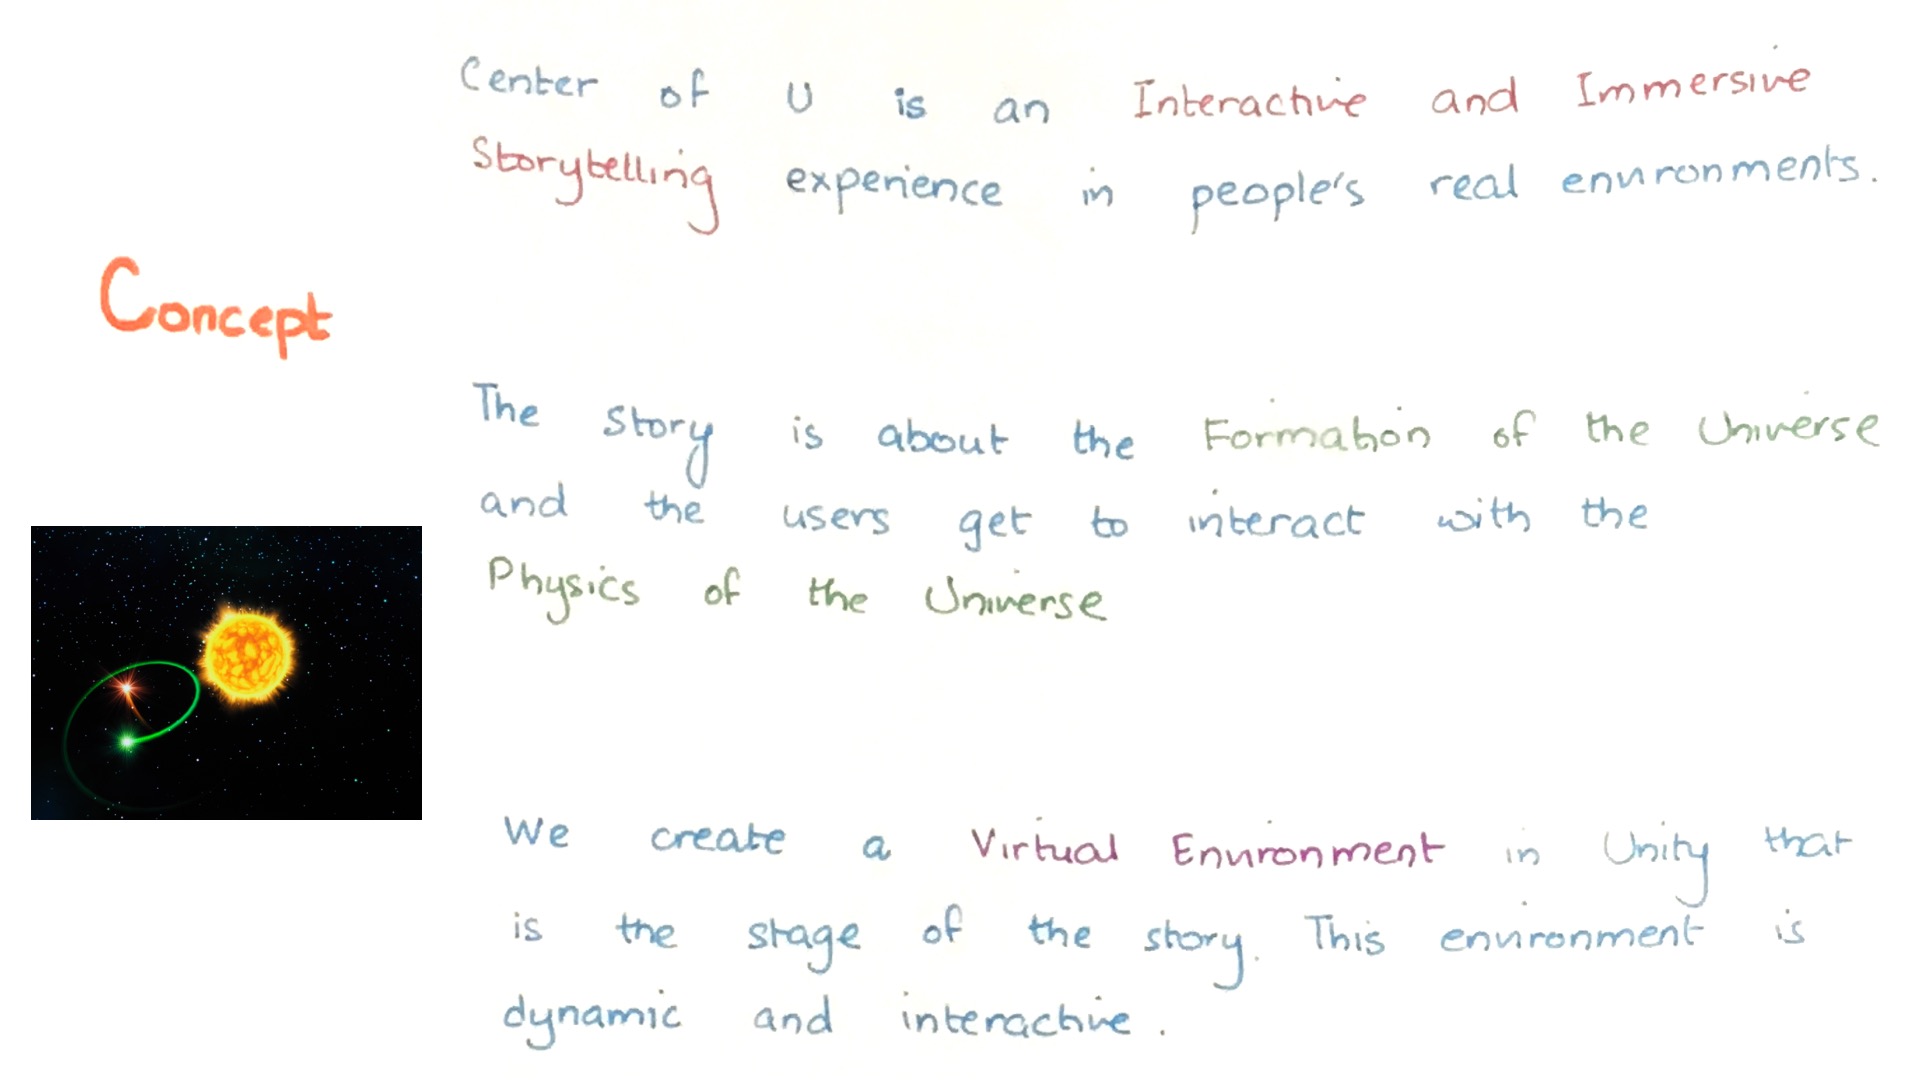 Center of U is an Interactive and Immersive
Storytelling experience in people's real environments.
Concept
The story is about the Formation of the Universe
and the users get to interact with the
Physics of the Universe
We create a Virtual Environment in Unity that
is the stage of the story. This environment is
dynamic and interactive.